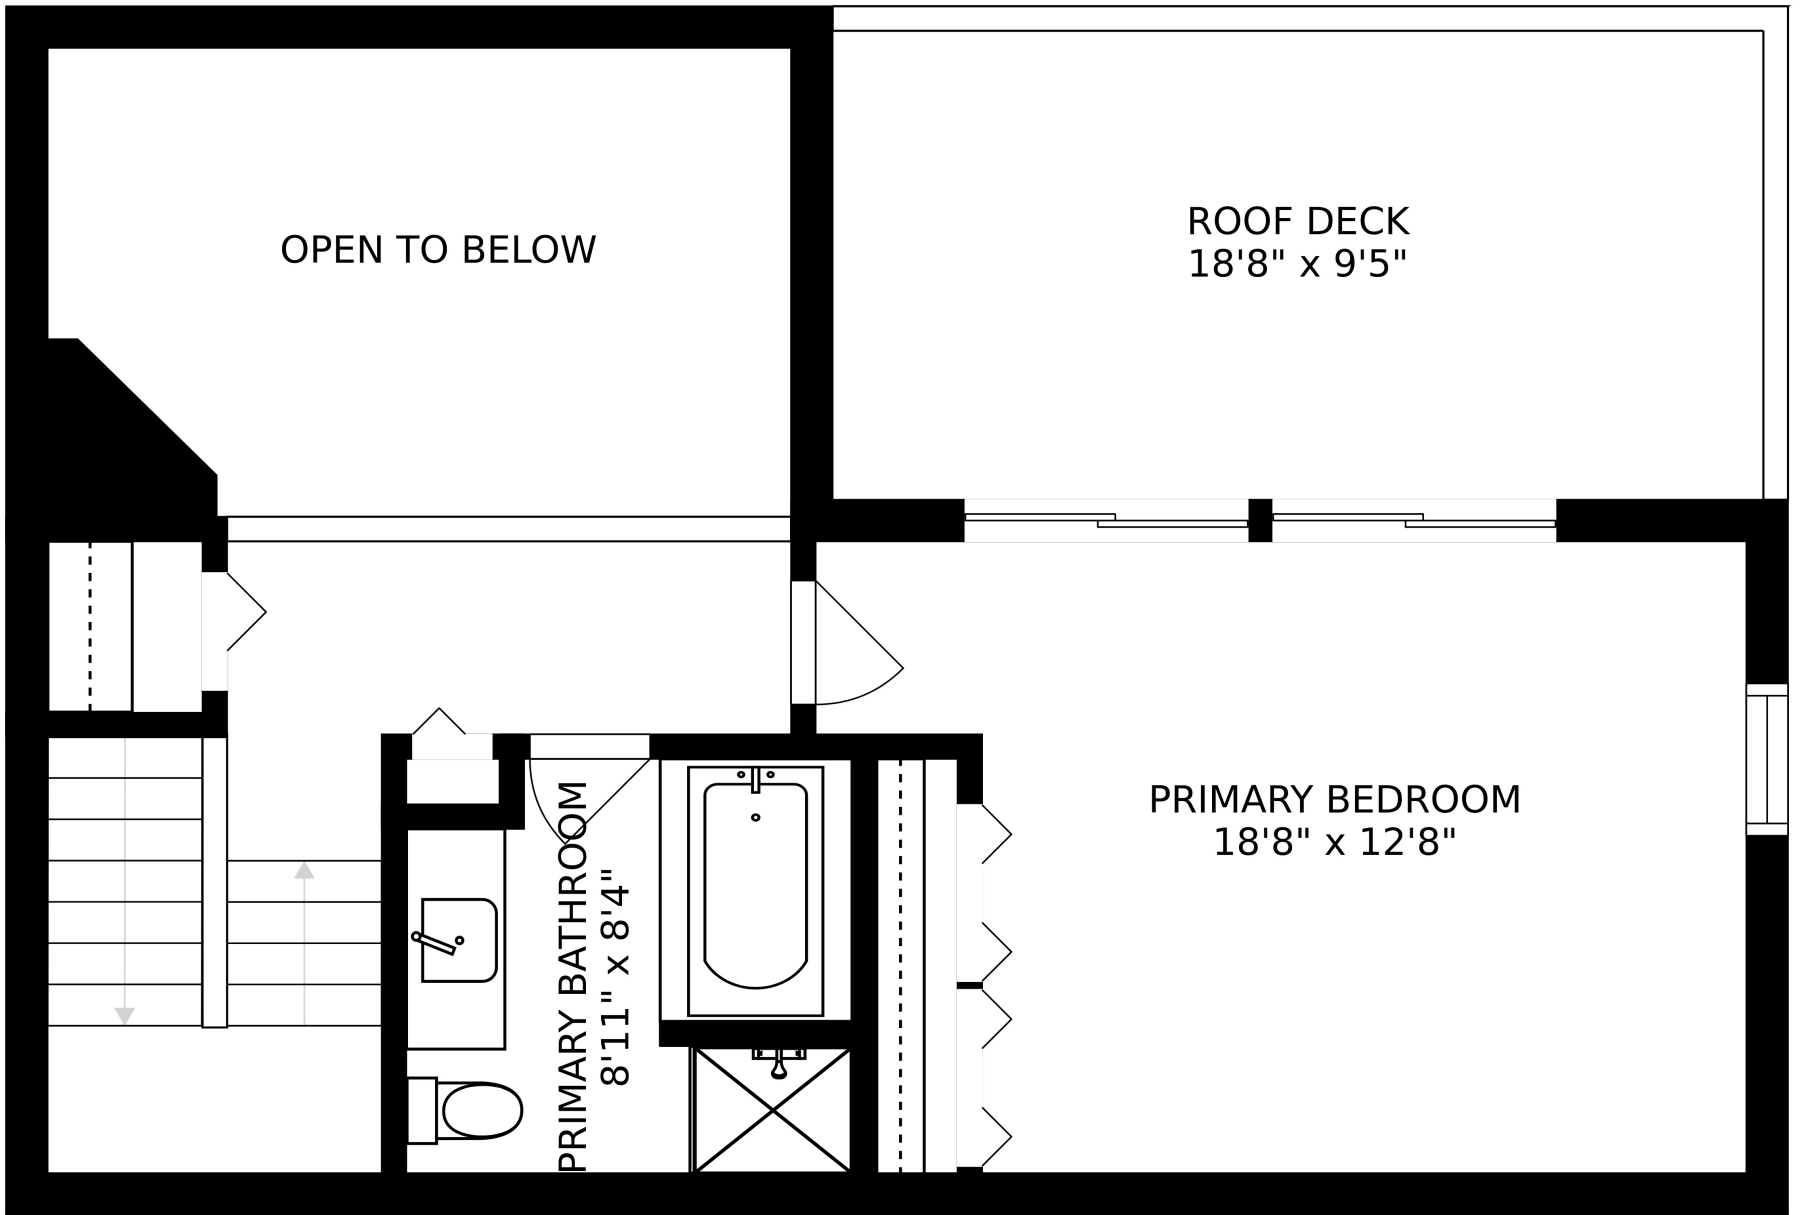 OPEN TO BELOW
ROOF DECK
18'8" x 9'5"
PRIMARY BEDROOM
18'8" x 12'8"
PRIMARY BATHROOM
8'11" x 8'4"